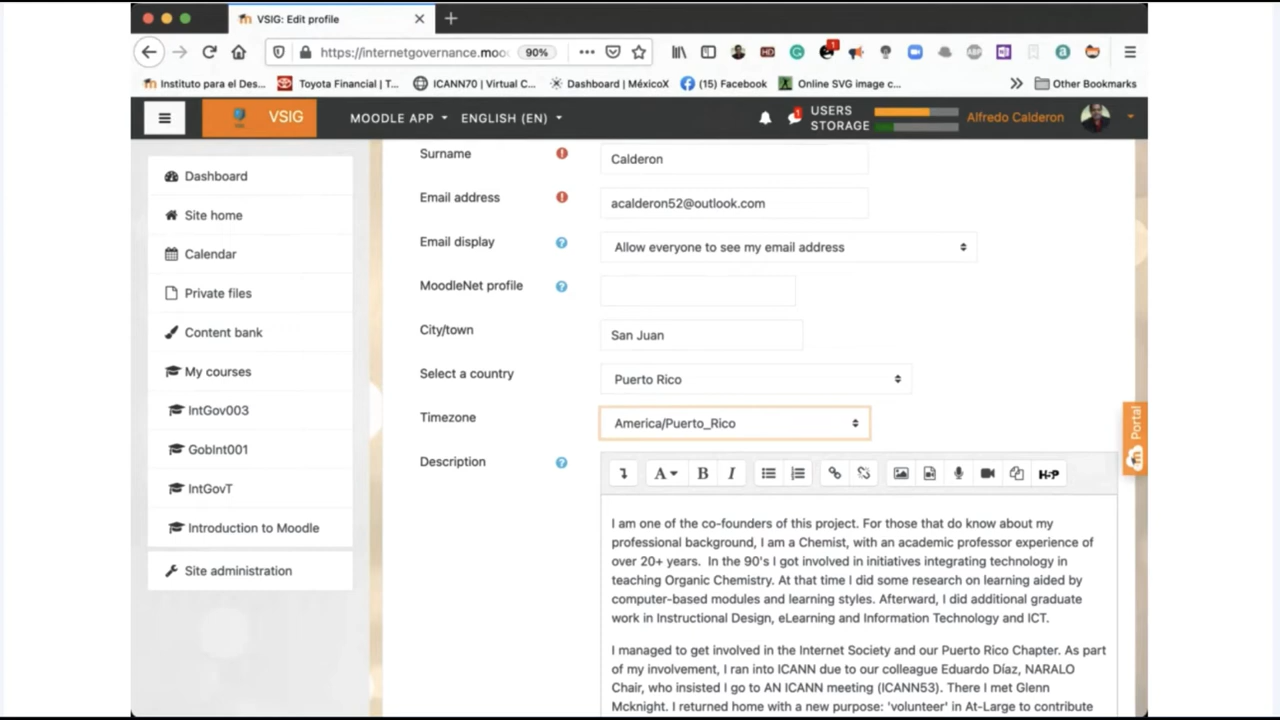 VSIG: Edit profile
https://internetgovernance.moo
90%
Instituto para el Des...
Toyota Financial | T...
ICANN70 | Virtual C...
Dashboard | MéxicoX
(15) Facebook
Online SVG image c...
Other Bookmarks
VSIG
MOODLE APP
ENGLISH (EN)
1
USERS
STORAGE
Alfredo Calderon
Dashboard
Site home
Calendar
Private files
Content bank
My courses
IntGov003
GobInt001
IntGovT
Introduction to Moodle
Site administration
Surname
Calderon
Email address
acalderon52@outlook.com
Email display
Allow everyone to see my email address
MoodleNet profile
City/town
San Juan
Select a country
Puerto Rico
Timezone
America/Puerto_Rico
Description
A B I H-P
I am one of the co-founders of this project. For those that do know about my
professional background, I am a Chemist, with an academic professor experience of
over 20+ years. In the 90's I got involved in initiatives integrating technology in
teaching Organic Chemistry. At that time I did some research on learning aided by
computer-based modules and learning styles. Afterward, I did additional graduate
work in Instructional Design, eLearning and Information Technology and ICT.
I managed to get involved in the Internet Society and our Puerto Rico Chapter. As part
of my involvement, I ran into ICANN due to our colleague Eduardo Díaz, NARALO
Chair, who insisted I go to AN ICANN meeting (ICANN53). There I met Glenn
Mcknight. I returned home with a new purpose: 'volunteer' in At-Large to contribute
Portal